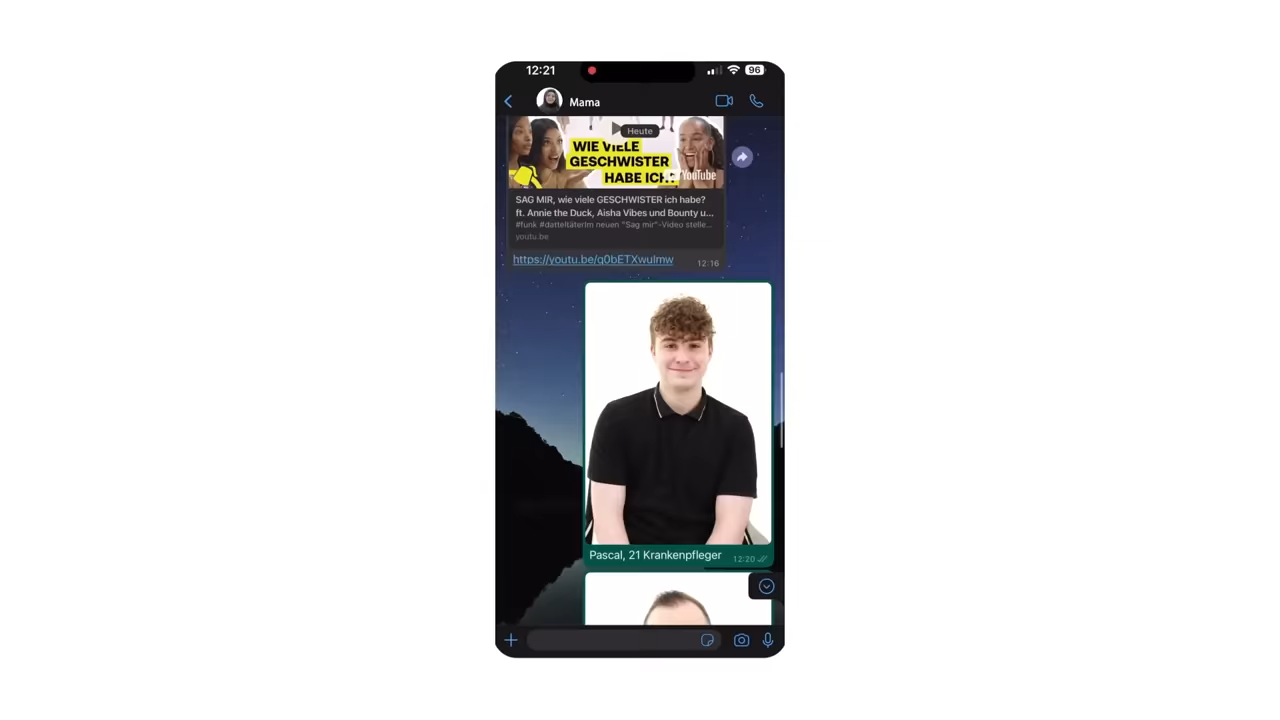 12:21
96
Mama
Heute
WIE VIELE
GESCHWISTER
HABE ICH?
YouTube
SAG MIR, wie viele GESCHWISTER ich habe?
ft. Annie the Duck, Aisha Vibes und Bounty u...
#funk #datteltäterIm neuen "Sag mir"-Video stelle...
youtu.be
https://youtu.be/g0bETXwulmw
12:16
Pascal, 21 Krankenpfleger
12:20